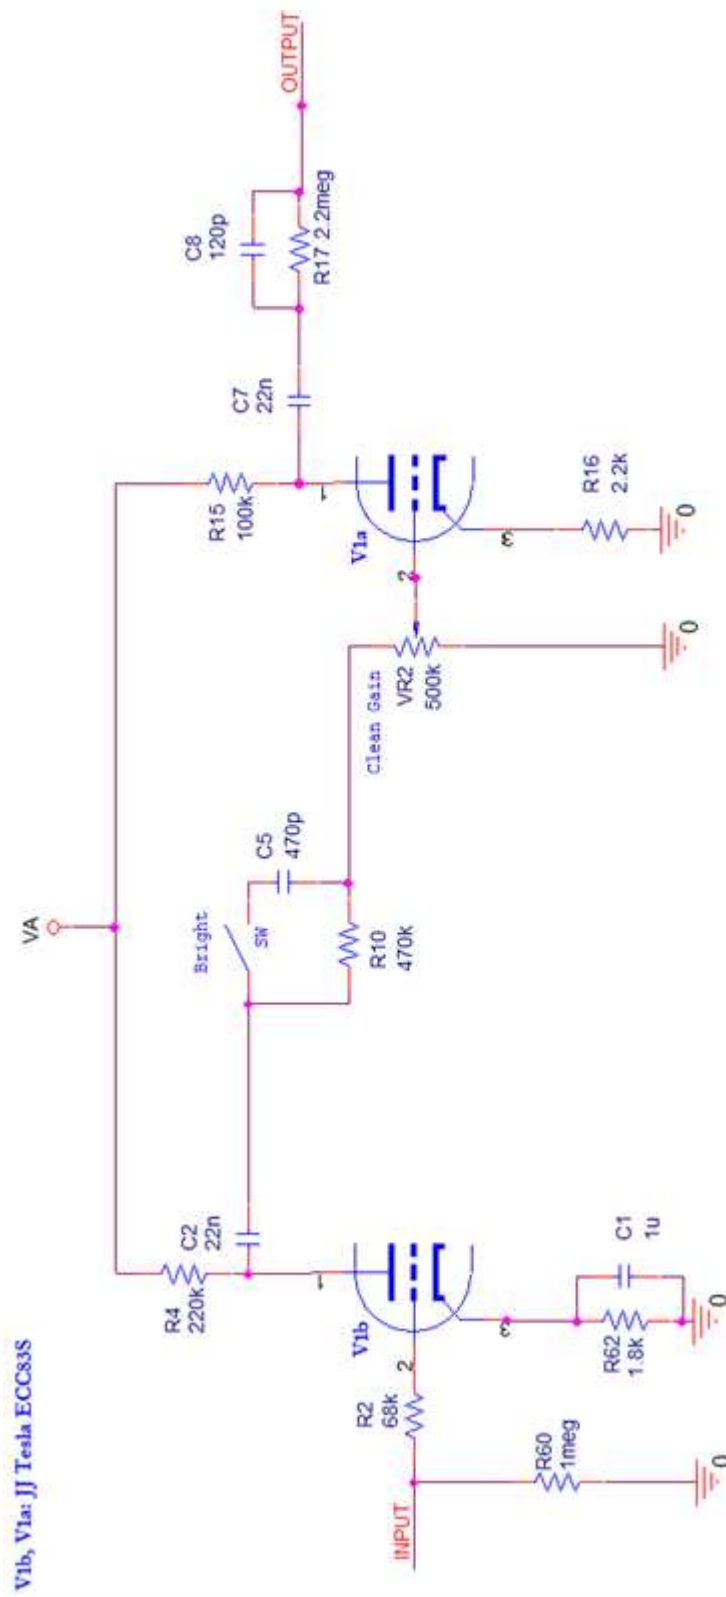 V1b, V1a: JJ Tesla ECC83S
VA
INPUT
R60
1meg
0
R2
68k
2
V1b
1
3
R4
220k
C2
22n
R62
1.8k
C1
1u
0
Bright
SW
C5
470p
R10
470k
Clean Gain
VR2
500k
0
2
V1a
1
3
R15
100k
R16
2.2k
0
C7
22n
C8
120p
R17 2.2meg
OUTPUT